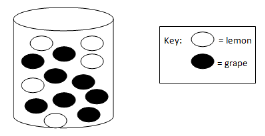 Key: = lemon
= grape